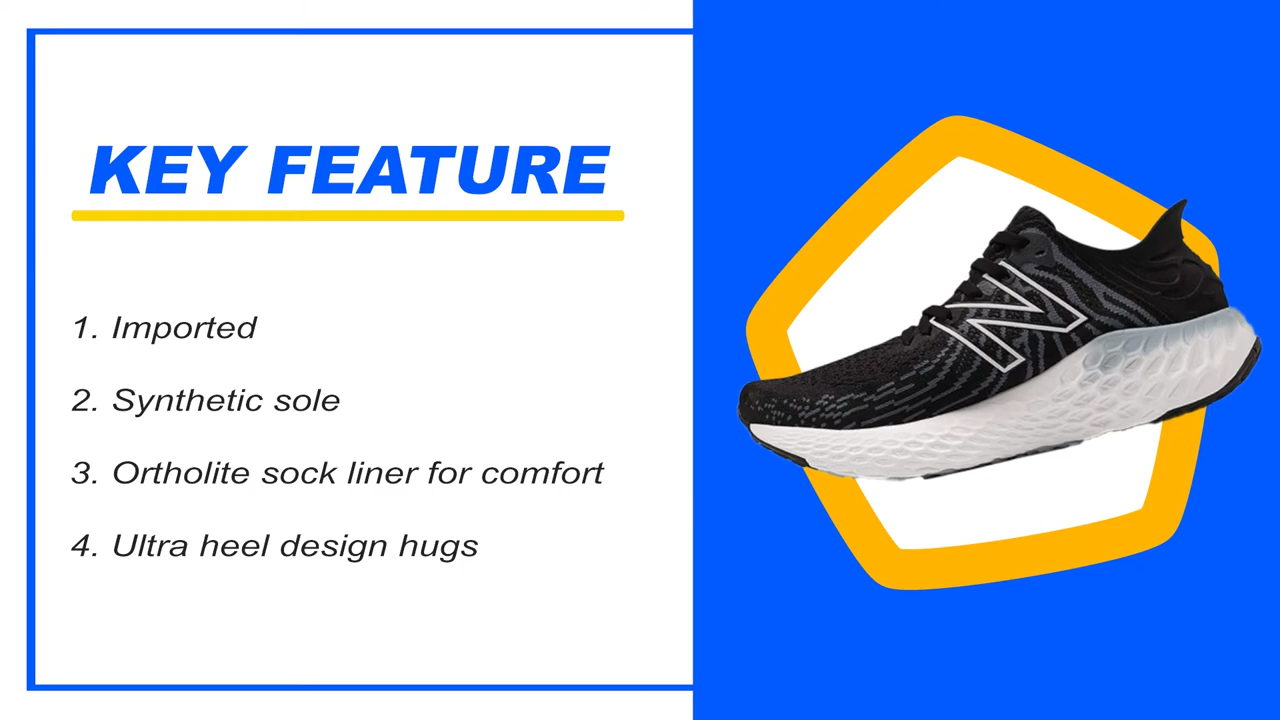 KEY FEATURE
1. Imported
2. Synthetic sole
3. Ortholite sock liner for comfort
4. Ultra heel design hugs
N